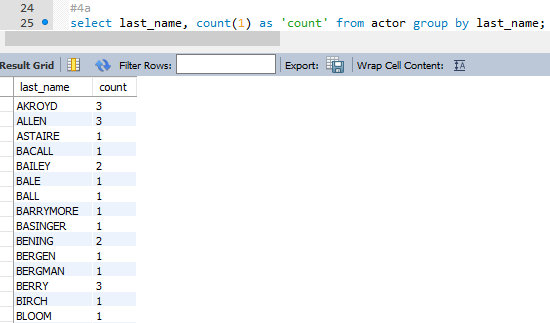 24 #4a
25 select last_name, count(1) as 'count' from actor group by last_name;
Result Grid Filter Rows: Export: Wrap Cell Content:
last_name count
AKROYD 3
ALLEN 3
ASTAIRE 1
BACALL 1
BAILEY 2
BALE 1
BALL 1
BARRYMORE 1
BASINGER 1
BENING 2
BERGEN 1
BERGMAN 1
BERRY 3
BIRCH 1
BLOOM 1